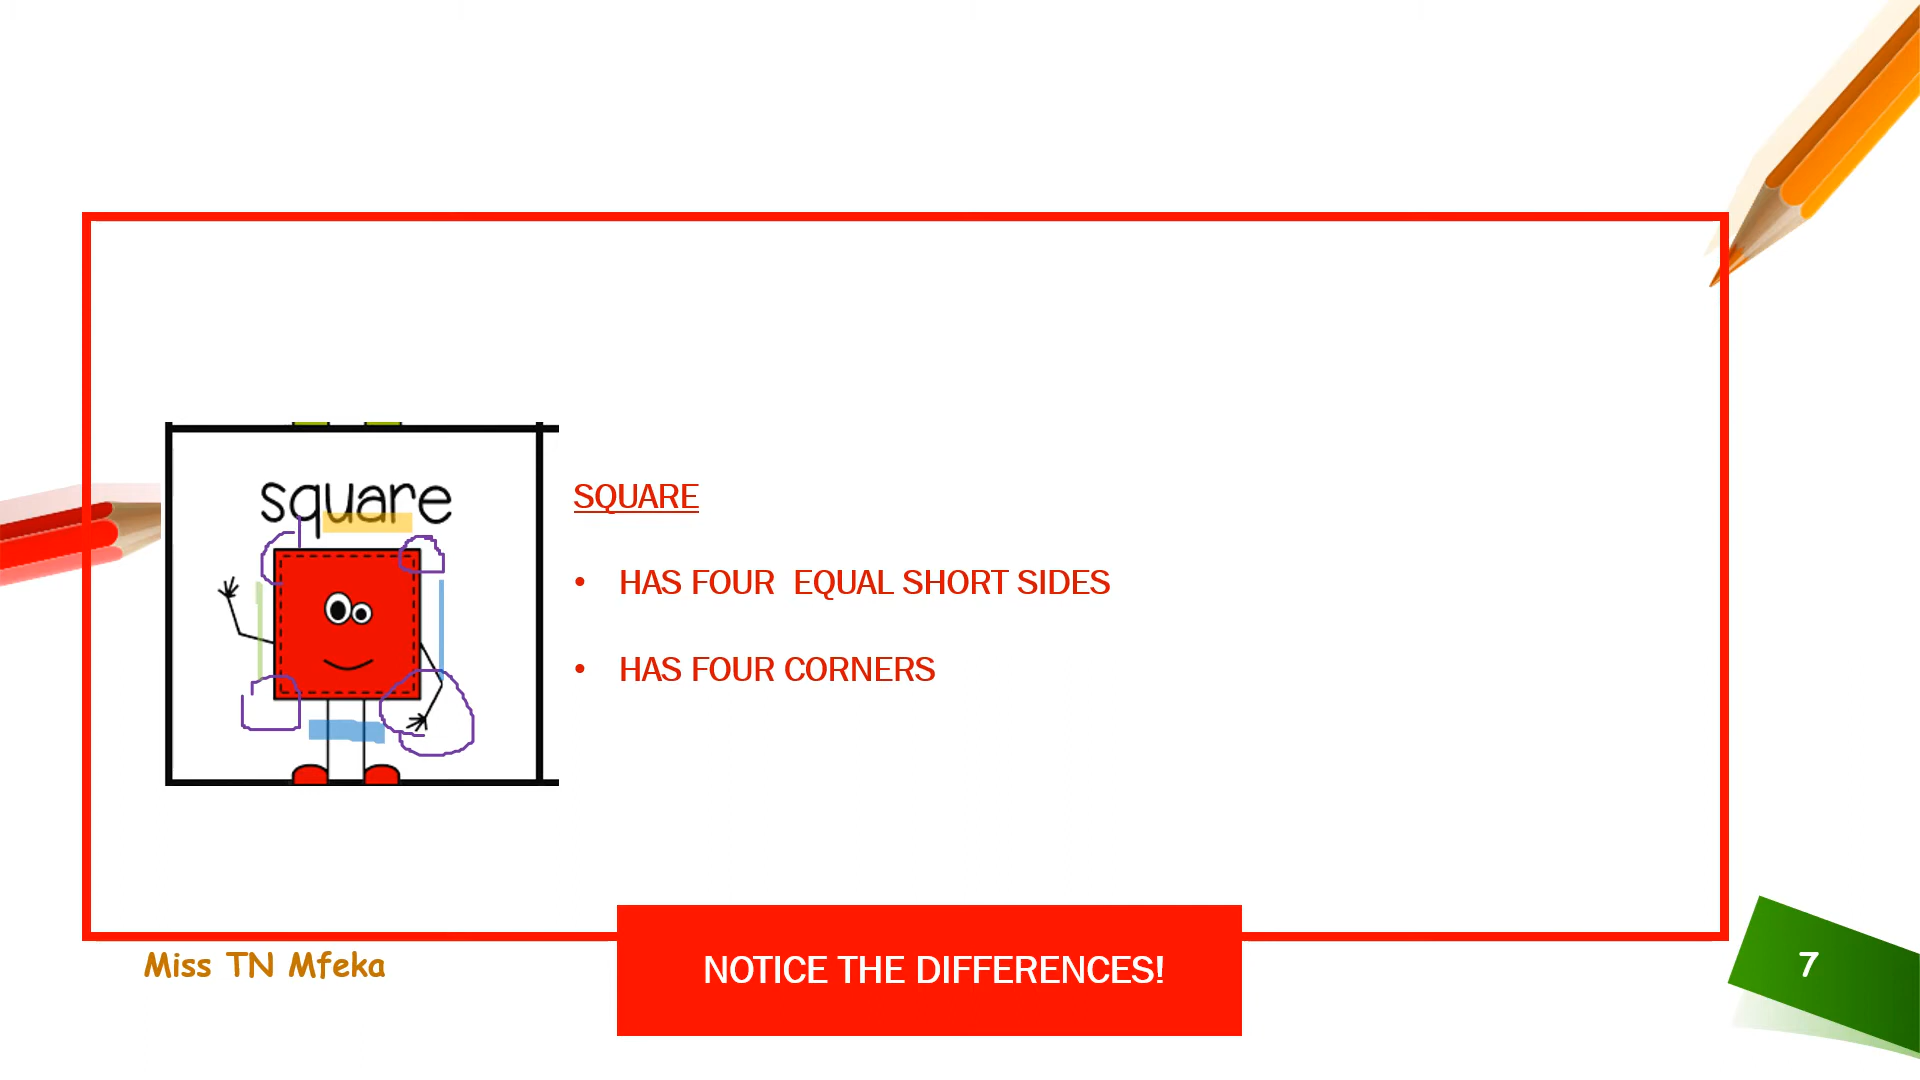 square
SQUARE
• HAS FOUR  EQUAL SHORT SIDES
• HAS FOUR CORNERS
NOTICE THE DIFFERENCES!
Miss TN Mfeka
7